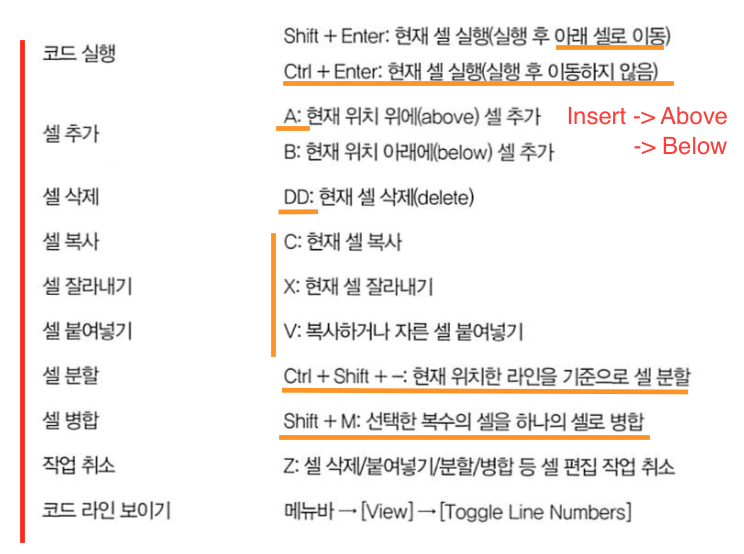 코드 실행
Shift + Enter: 현재 셀 실행(실행 후 아래 셀로 이동)
Ctrl + Enter: 현재 셀 실행(실행 후 이동하지 않음)
셀 추가
A: 현재 위치 위에(above) 셀 추가 Insert -> Above
B: 현재 위치 아래에(below) 셀 추가 -> Below
셀 삭제 DD: 현재 셀 삭제(delete)
셀 복사 C: 현재 셀 복사
셀 잘라내기 X: 현재 셀 잘라내기
셀 붙여넣기 V: 복사하거나 자른 셀 붙여넣기
셀 분할 Ctrl + Shift + –: 현재 위치한 라인을 기준으로 셀 분할
셀 병합 Shift + M: 선택한 복수의 셀을 하나의 셀로 병합
작업 취소 Z: 셀 삭제/붙여넣기/분할/병합 등 셀 편집 작업 취소
코드 라인 보이기 메뉴바 → [View] → [Toggle Line Numbers]